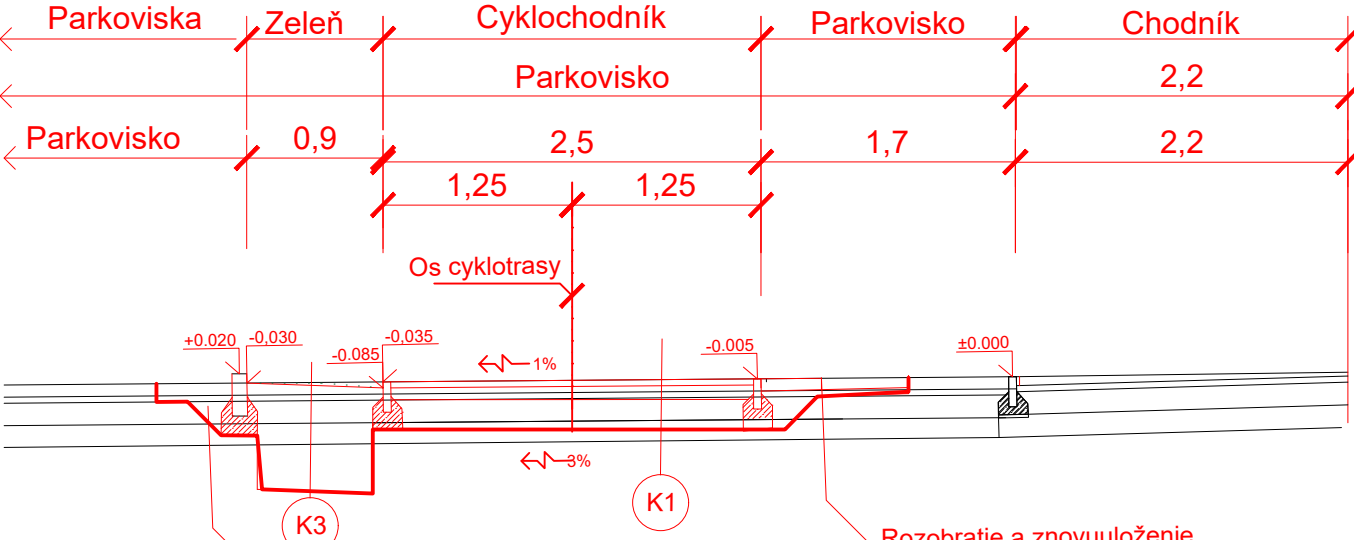 Parkoviska Zeleň Cyklochodník Parkovisko Chodník
Parkovisko 2,2
Parkovisko 0,9 2,5 1,7 2,2
1,25 1,25
Os cyklotrasy
+0.020 -0,030 -0.085 -0,035 -0.005 ±0.000
1%
3%
K1
K3
Rozobratie a znovuuloženie